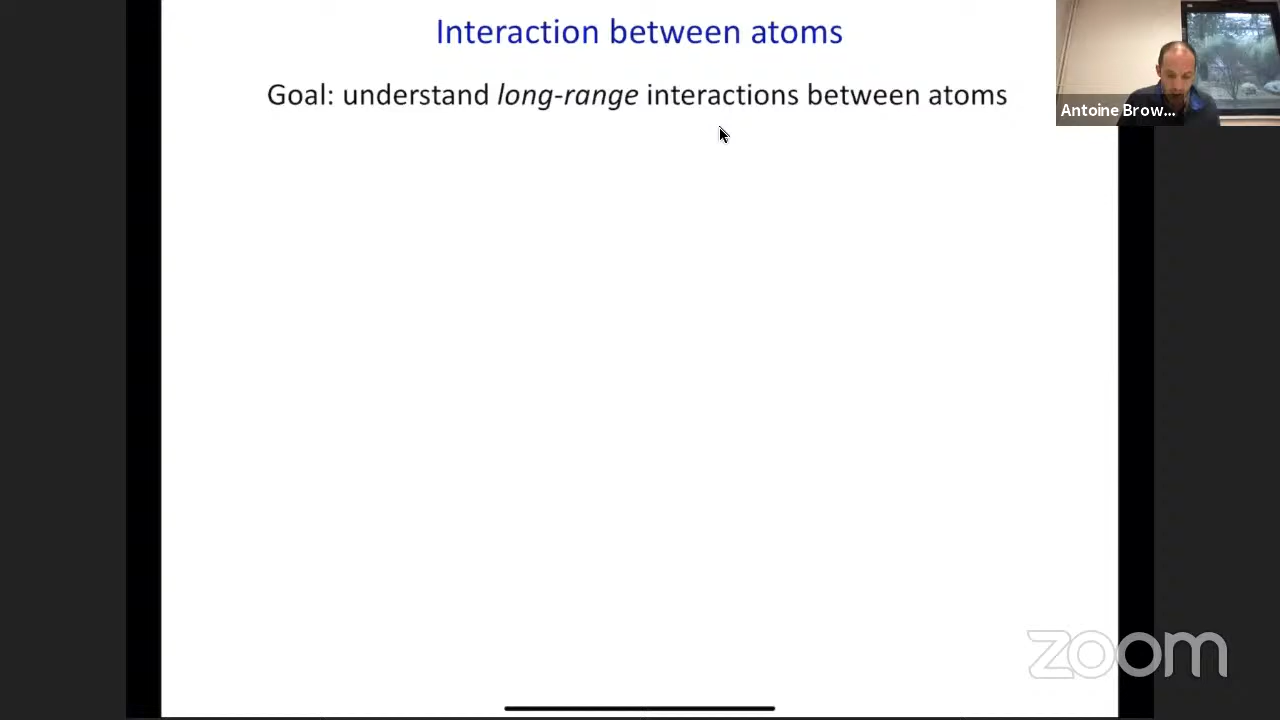 Interaction between atoms
Goal: understand long-range interactions between atoms
Antoine Brow...
zoom